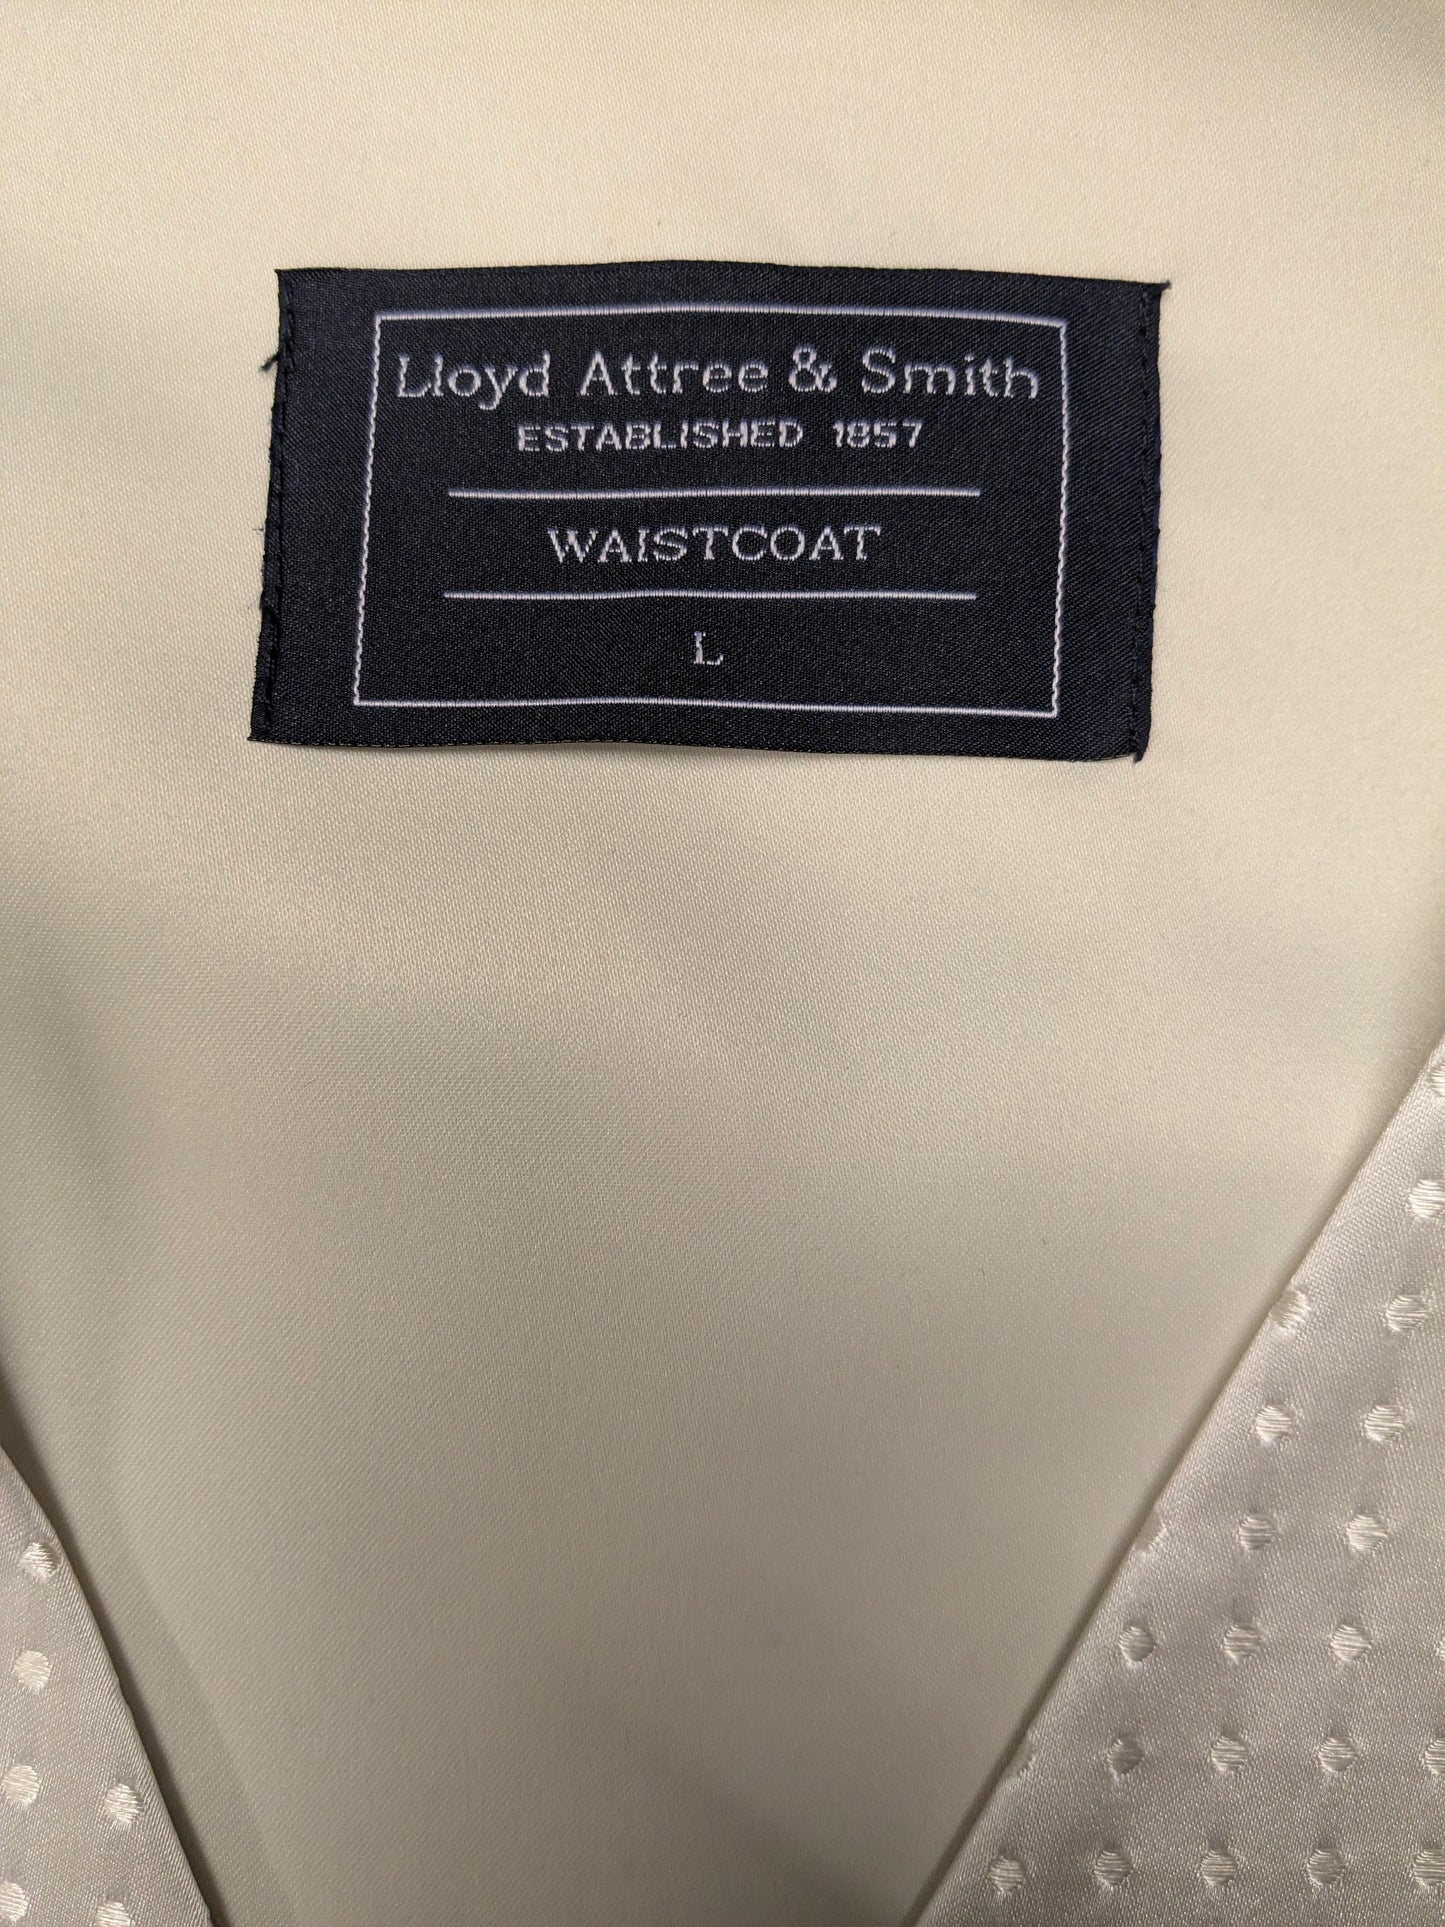 Lloyd Attree & Smith
ESTABLISHED 1857
WAISTCOAT
L